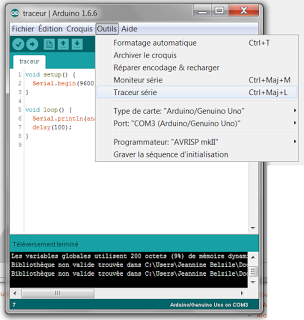 traceur | Arduino 1.6.6
Fichier Édition Croquis Outils Aide
Formatage automatique Ctrl+T
Archiver le croquis
Réparer encodage & recharger
Moniteur série Ctrl+Maj+M
Traceur série Ctrl+Maj+L
Type de carte: "Arduino/Genuino Uno"
Port: "COM3 (Arduino/Genuino Uno)"
Programmateur: "AVRISP mkII"
Graver la séquence d'initialisation
traceur
void setup() {
Serial.begin(9600
}
void loop() {
Serial.println(
delay(100);
}
Téléversement terminé
Les variables globales utilisent 200 octets (9%) de mémoire dynam
Bibliothèque non valide trouvée dans C:\Users\Jeannine Belzile\Do
Bibliothèque non valide trouvée dans C:\Users\Jeannine Belzile\Do
7 Arduino/Genuino Uno on COM3